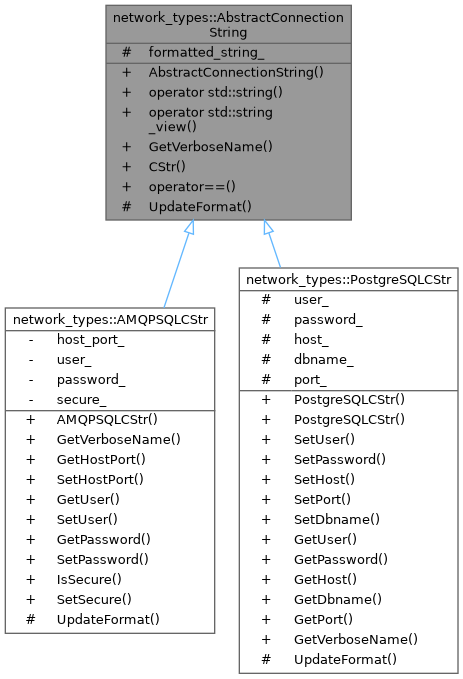 network_types::AbstractConnection
String
# formatted_string_
+ AbstractConnectionString()
+ operator std::string()
+ operator std::string
_view()
+ GetVerboseName()
+ CStr()
+ operator==()
# UpdateFormat()
network_types::AMQPSQLCStr
- host_port_
- user_
- password_
- secure_
+ AMQPSQLCStr()
+ GetVerboseName()
+ GetHostPort()
+ SetHostPort()
+ GetUser()
+ SetUser()
+ GetPassword()
+ SetPassword()
+ IsSecure()
+ SetSecure()
# UpdateFormat()
network_types::PostgreSQLCStr
# user_
# password_
# host_
# dbname_
# port_
+ PostgreSQLCStr()
+ PostgreSQLCStr()
+ SetUser()
+ SetPassword()
+ SetHost()
+ SetPort()
+ SetDbname()
+ GetUser()
+ GetPassword()
+ GetHost()
+ GetDbname()
+ GetPort()
+ GetVerboseName()
# UpdateFormat()